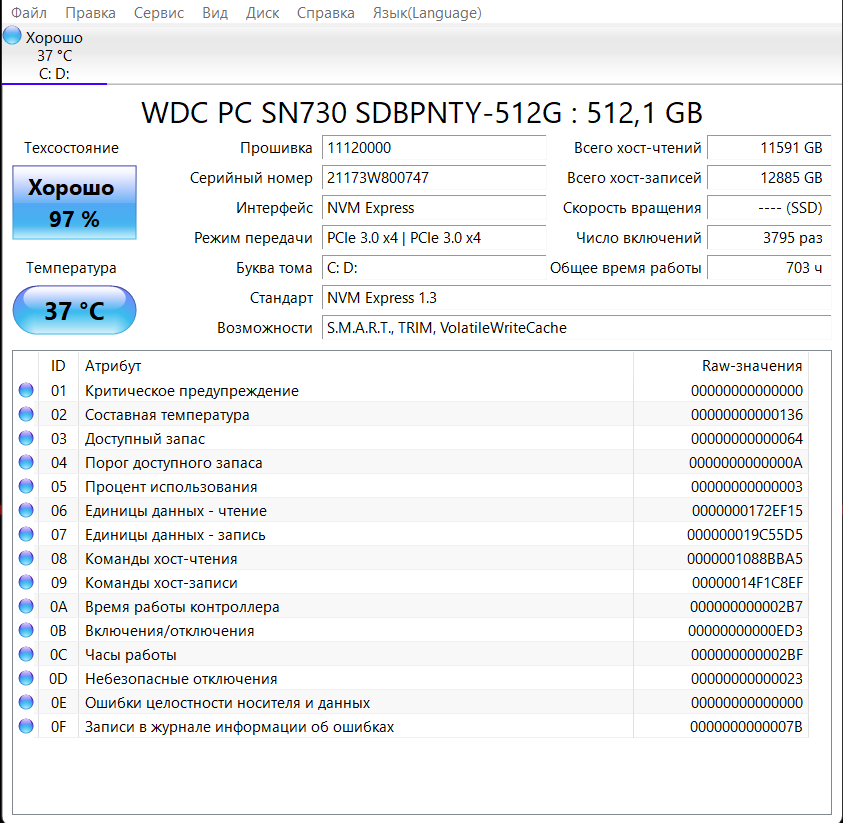 Файл Правка Сервис Вид Диск Справка Язык(Language)
Хорошо
37 °C
C: D:
WDC PC SN730 SDBPNTY-512G : 512,1 GB
Техсостояние
Хорошо
97 %
Температура
37 °C
Прошивка 11120000 Всего хост-чтений 11591 GB
Серийный номер 21173W800747 Всего хост-записей 12885 GB
Интерфейс NVM Express Скорость вращения ---- (SSD)
Режим передачи PCIe 3.0 x4 | PCIe 3.0 x4 Число включений 3795 раз
Буква тома C: D: Общее время работы 703 ч
Стандарт NVM Express 1.3
Возможности S.M.A.R.T., TRIM, VolatileWriteCache
ID Атрибут Raw-значения
01 Критическое предупреждение 00000000000000
02 Составная температура 00000000000136
03 Доступный запас 00000000000064
04 Порог доступного запаса 0000000000000A
05 Процент использования 00000000000003
06 Единицы данных - чтение 0000000172EF15
07 Единицы данных - запись 000000019C55D5
08 Команды хост-чтения 0000001088BBA5
09 Команды хост-записи 00000014F1C8EF
0A Время работы контроллера 000000000002B7
0B Включения/отключения 00000000000ED3
0C Часы работы 000000000002BF
0D Небезопасные отключения 00000000000023
0E Ошибки целостности носителя и данных 00000000000000
0F Записи в журнале информации об ошибках 0000000000007B